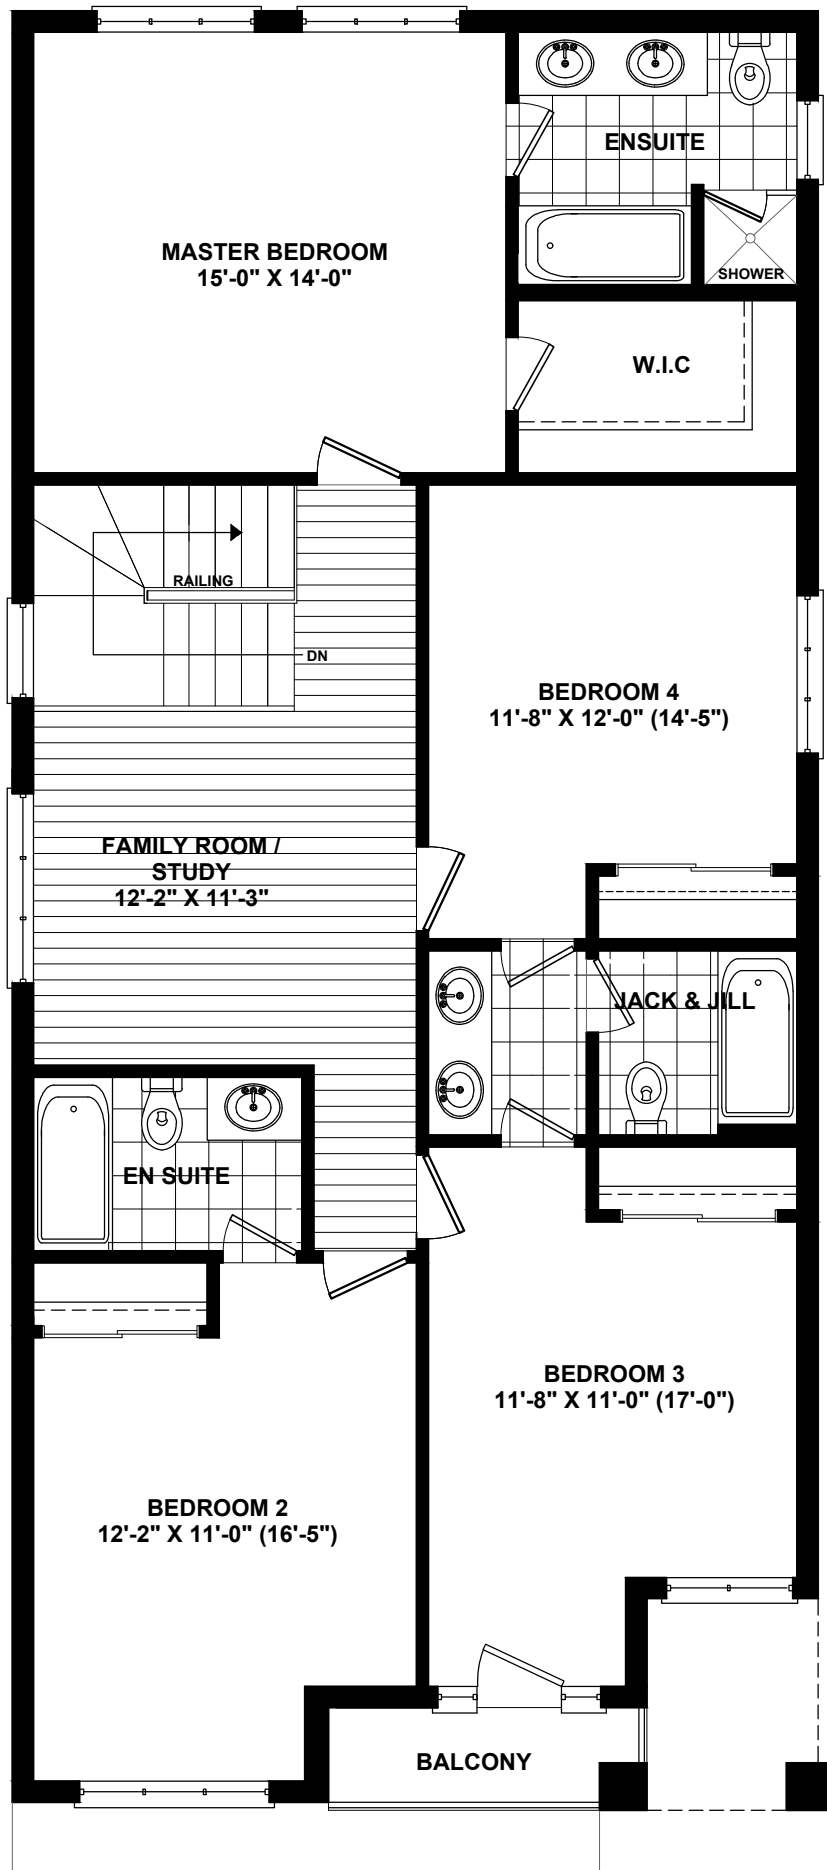 ENSUITE
MASTER BEDROOM
15'-0" X 14'-0"
SHOWER
W.I.C
RAILING
DN
BEDROOM 4
11'-8" X 12'-0" (14'-5")
FAMILY ROOM /
STUDY
12'-2" X 11'-3"
JACK & JILL
EN SUITE
BEDROOM 3
11'-8" X 11'-0" (17'-0")
BEDROOM 2
12'-2" X 11'-0" (16'-5")
BALCONY